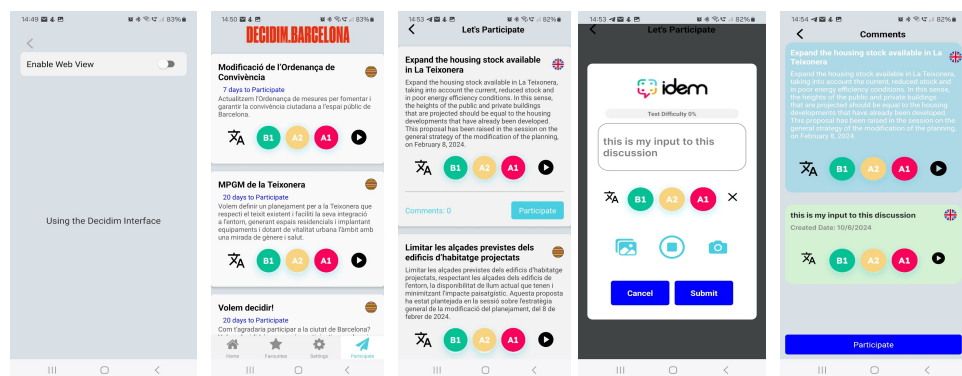 14:49
83%
Enable Web View
Using the Decidim Interface
14:50
83%
DECIDIM.BARCELONA
Modificació de l'Ordenança de
Convivència
7 days to Participate
Actualitzem l'Ordenança de mesures per fomentar i
garantir la convivència ciutadana a l'espai públic de
Barcelona.
B1
A2
A1
MPGM de la Teixonera
20 days to Participate
Volem definir un planejament per a la Teixonera que
respecti el teixit existent i faciliti la seva integració
a l'entorn, generant espais residencials i implantant
equipaments i dotant de vitalitat urbana l'àmbit amb
una mirada de gènere i salut.
B1
A2
A1
Volem decidir!
20 days to Participate
Com t'agradaria participar a la ciutat de Barcelona?
Home
Favourites
Settings
Participate
14:53
82%
Let's Participate
Expand the housing stock available
in La Teixonera
Expand the housing stock available in La Teixonera,
taking into account the current, reduced stock and
in poor energy efficiency conditions. In this sense,
the heights of the public and private buildings
that are projected should be equal to the housing
developments that have already been developed.
This proposal has been raised in the session on the
general strategy of the modification of the planning,
on February 8, 2024.
B1
A2
A1
Comments: 0
Participate
Limitar les alçades previstes dels
edificis d'habitatge projectats
Limitar les alçades previstes dels edificis d'habitatge
projectats, respectant les alçades dels edificis de
l'entorn, la disponibilitat de llum actual que tenen i
minimitzant l'impacte paisatgístic. Aquesta proposta
ha estat plantejada en la sessió sobre l'estratègia
general de la modificació del planejament, del 8 de
febrer de 2024.
B1
A2
A1
14:53
82%
Let's Participate
idem
Text Difficulty 0%
this is my input to this
discussion
B1
A2
A1
Cancel
Submit
14:54
82%
Comments
Expand the housing stock available in La
Teixonera
Expand the housing stock available in La Teixonera,
taking into account the current, reduced stock and
in poor energy efficiency conditions. In this sense,
the heights of the public and private buildings
that are projected should be equal to the housing
developments that have already been developed.
This proposal has been raised in the session on the
general strategy of the modification of the planning,
on February 8, 2024.
B1
A2
A1
this is my input to this discussion
Created Date: 10/6/2024
B1
A2
A1
Participate